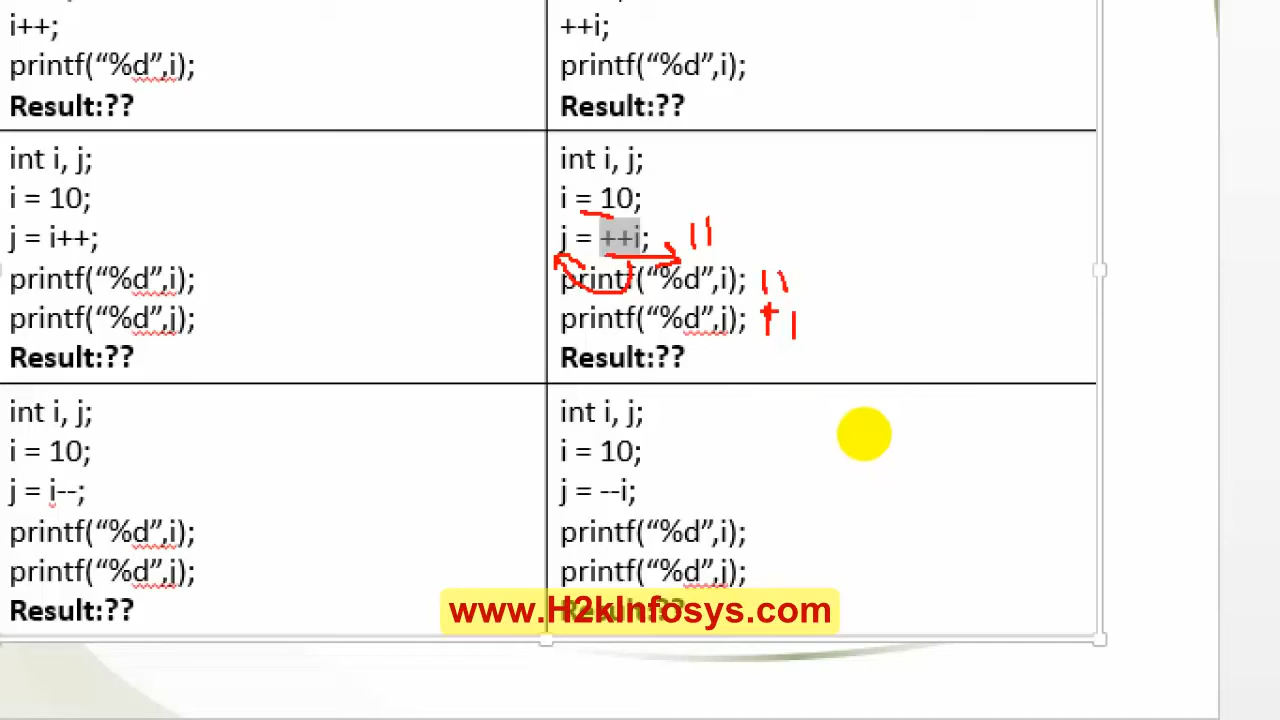 i++;
printf(“%d”,i);
Result:??
++i;
printf(“%d”,i);
Result:??
int i, j;
i = 10;
j = i++;
printf(“%d”,i);
printf(“%d”,j);
Result:??
int i, j;
i = 10;
j = ++i; 11
printf(“%d”,i); 11
printf(“%d”,j); 11
Result:??
int i, j;
i = 10;
j = i--;
printf(“%d”,i);
printf(“%d”,j);
Result:??
int i, j;
i = 10;
j = --i;
printf(“%d”,i);
printf(“%d”,j);
Result:??
www.H2kInfosys.com